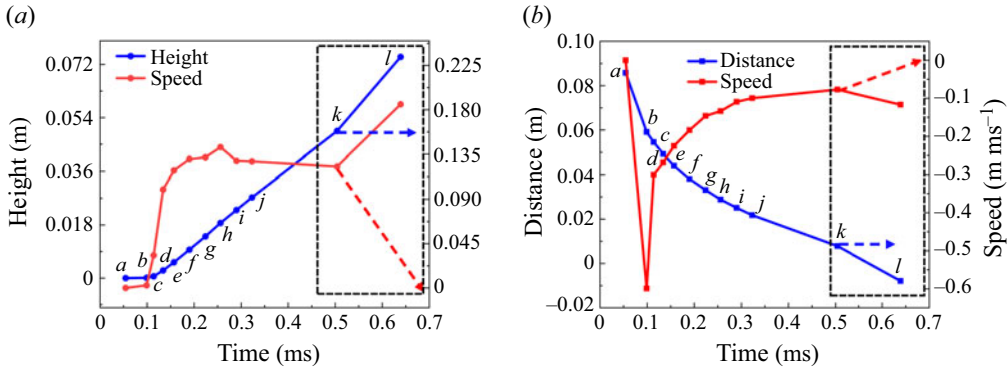 (a)
Height
Speed
Height (m)
0.072
0.054
0.036
0.018
0
0.225
0.180
0.135
0.090
0.045
0
a
b
c
d
e
f
g
h
i
j
k
l
0
0.1
0.2
0.3
0.4
0.5
0.6
0.7
Time (ms)
(b)
Distance
Speed
Distance (m)
0.10
0.08
0.06
0.04
0.02
0
–0.02
Speed (m ms–1)
0
–0.1
–0.2
–0.3
–0.4
–0.5
–0.6
a
b
c
d
e
f
g
h
i
j
k
l
0
0.1
0.2
0.3
0.4
0.5
0.6
0.7
Time (ms)